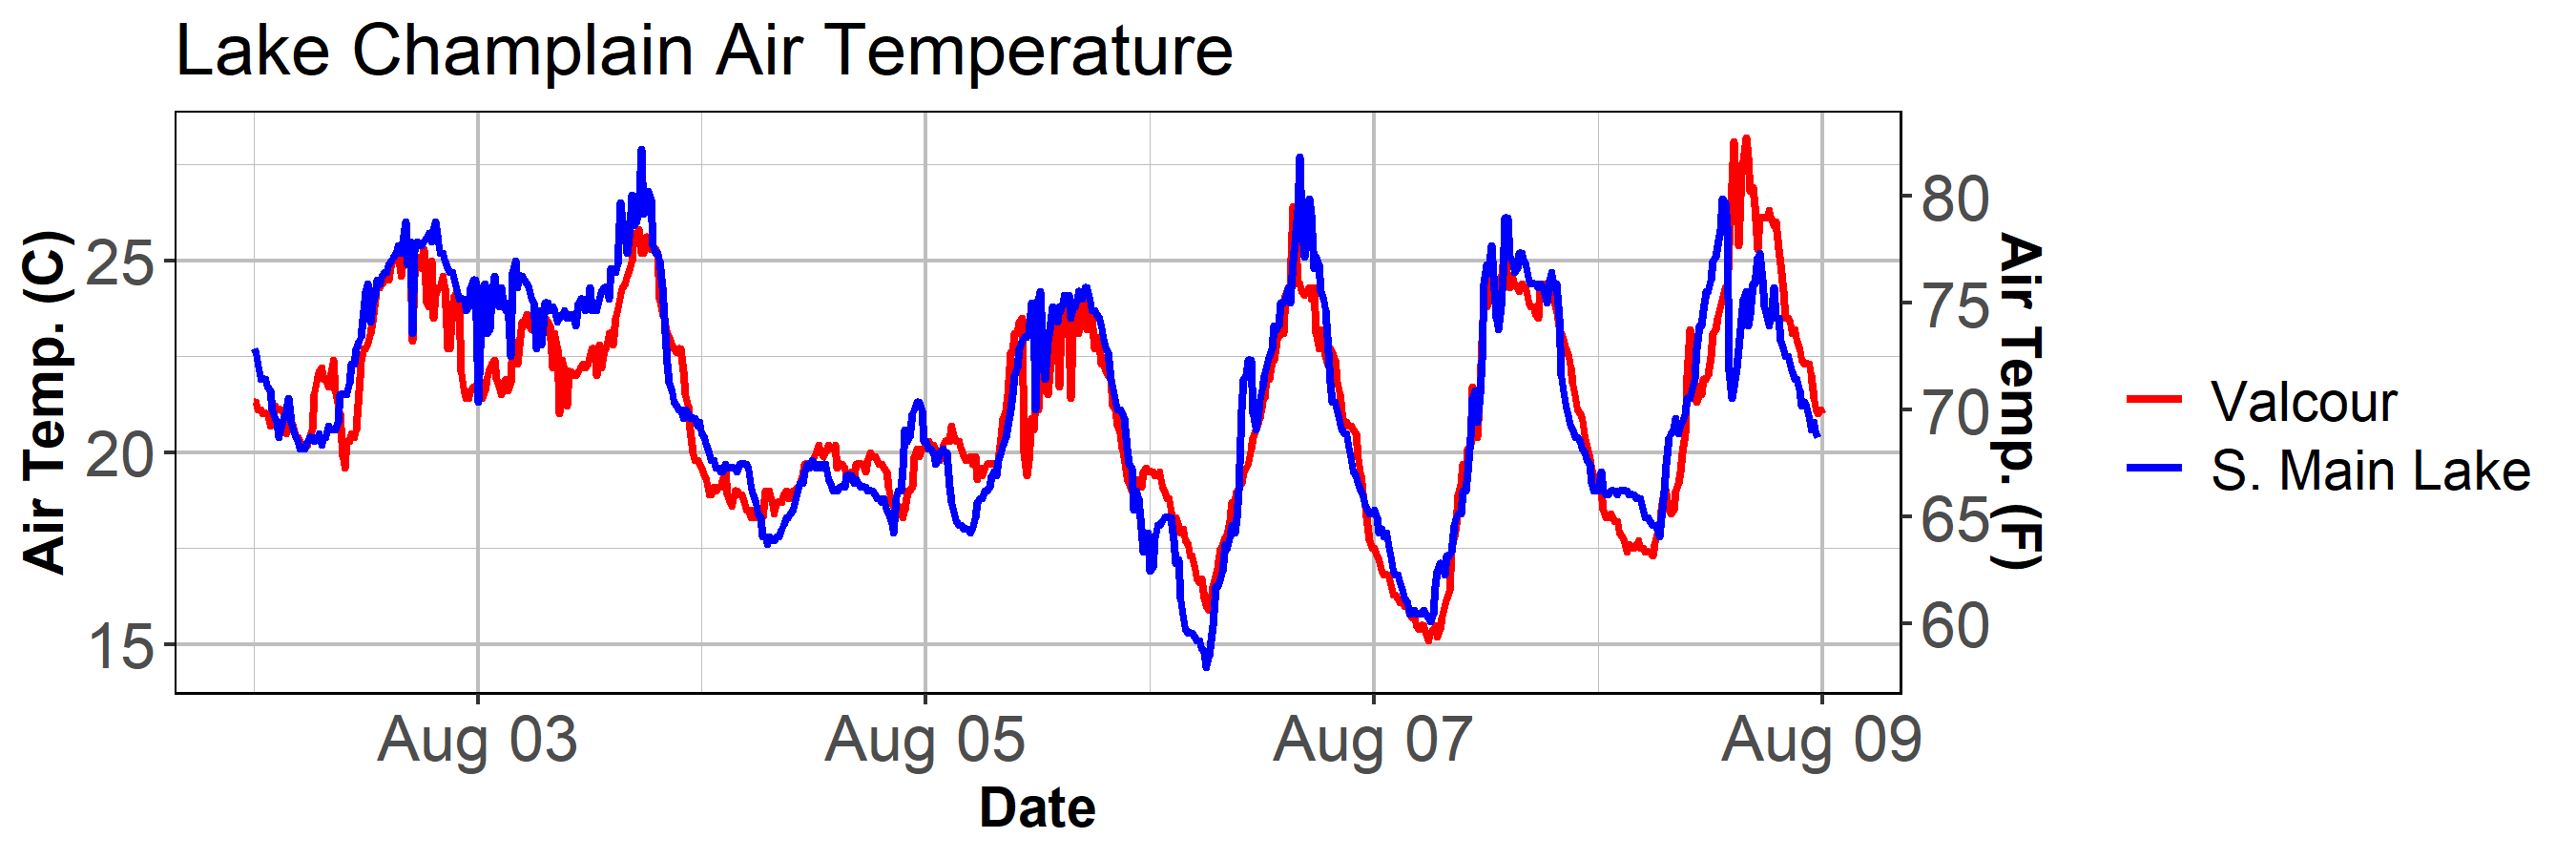 Lake Champlain Air Temperature
Air Temp. (C)
25
20
15
80
75
70
65
60
Air Temp. (F)
Aug 03
Aug 05
Aug 07
Aug 09
Date
Valcour
S. Main Lake